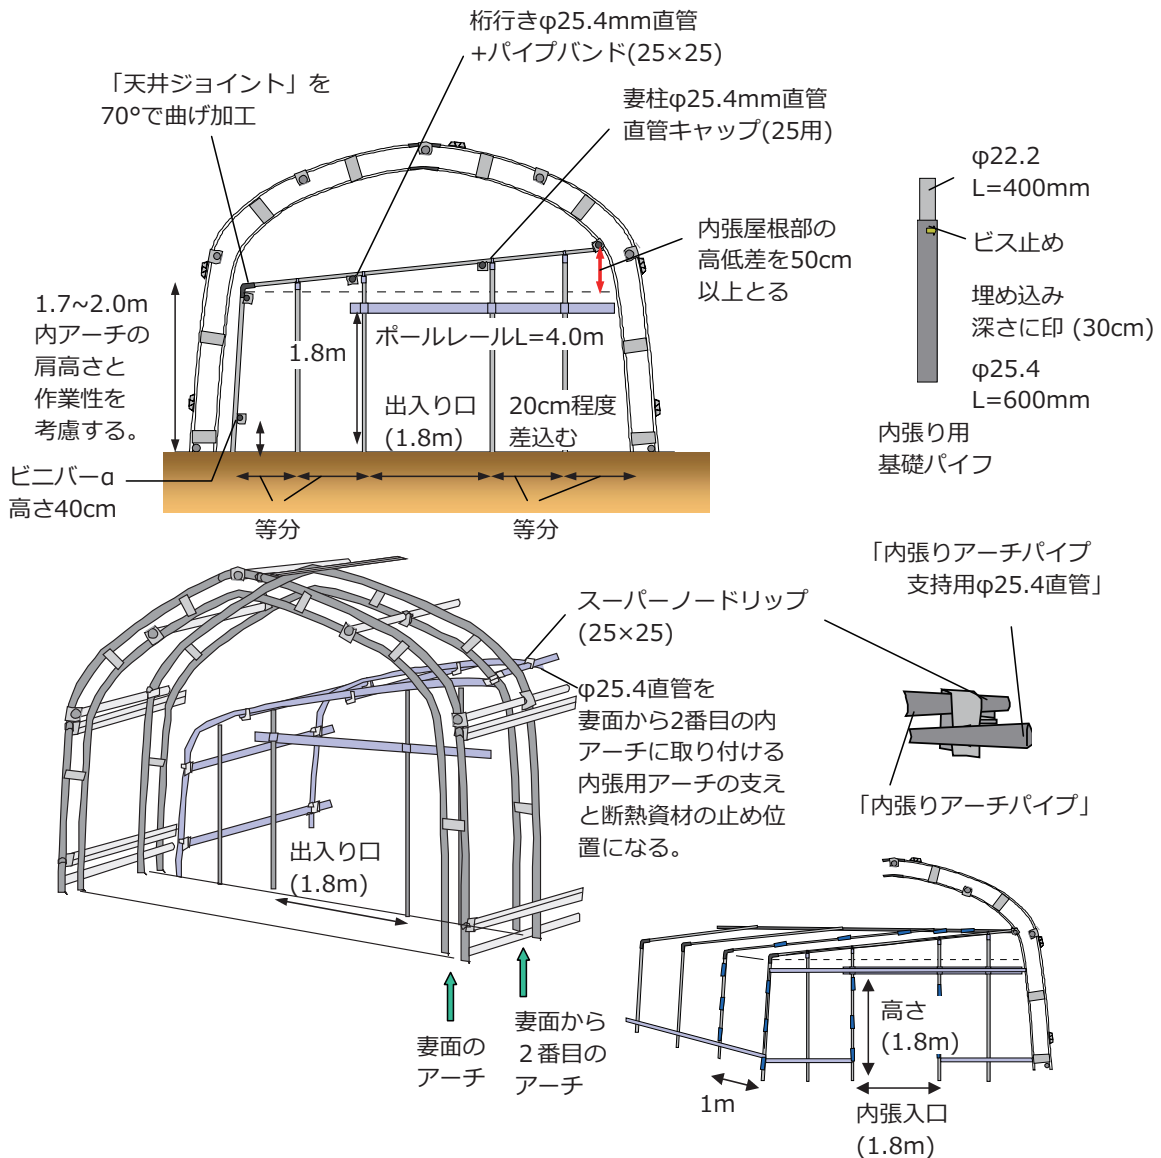 桁行きφ25.4mm直管
+パイプバンド(25×25)
「天井ジョイント」を
70°で曲げ加工
妻柱φ25.4mm直管
直管キャップ(25用)
φ22.2
L=400mm
ビス止め
埋め込み
深さに印 (30cm)
φ25.4
L=600mm
内張り用
基礎パイフ
内張屋根部の
高低差を50cm
以上とる
1.7~2.0m
内アーチの
肩高さと
作業性を
考慮する。
1.8m
ポールレールL=4.0m
出入り口
(1.8m)
20cm程度
差込む
ビニバーα
高さ40cm
等分
等分
スーパーノードリップ
(25×25)
「内張りアーチパイプ
支持用φ25.4直管」
φ25.4直管を
妻面から2番目の内
アーチに取り付ける
内張用アーチの支え
と断熱資材の止め位
置になる。
「内張りアーチパイプ」
出入り口
(1.8m)
妻面の
アーチ
妻面から
２番目の
アーチ
高さ
(1.8m)
1m
内張入口
(1.8m)